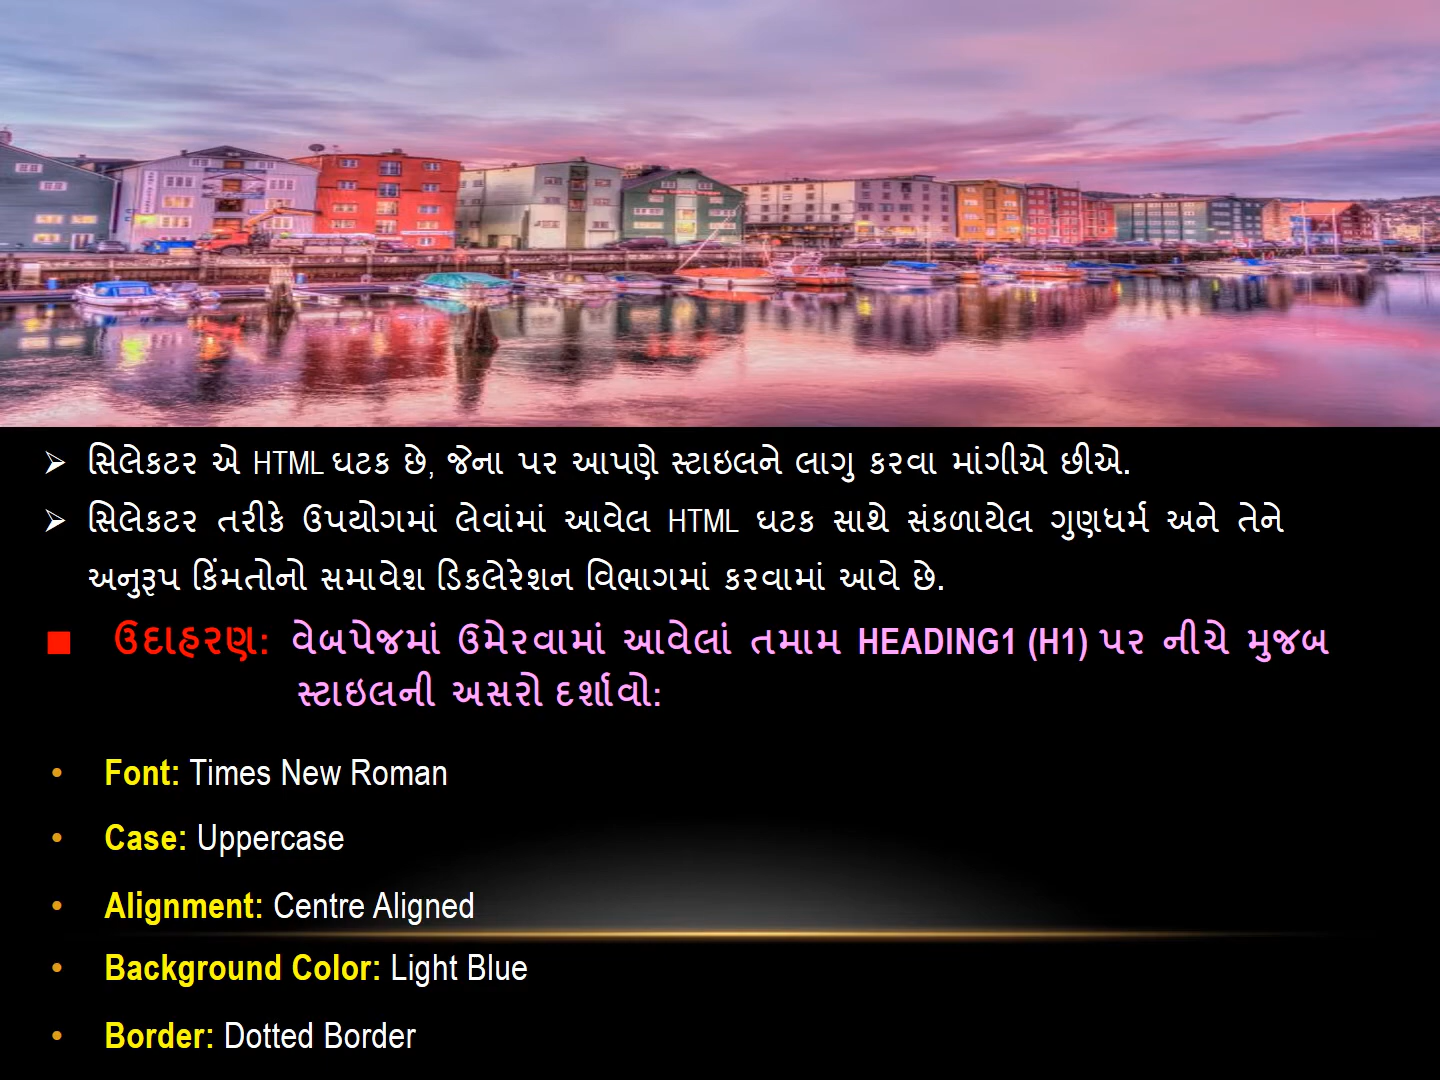 ➢ સિલેકટર એ HTML ઘટક છે, જેના પર આપણે સ્ટાઇલને લાગુ કરવા માંગીએ છીએ.
➢ સિલેકટર તરીકે ઉપયોગમાં લેવાંમાં આવેલ HTML ઘટક સાથે સંકળાયેલ ગુણધર્મ અને તેને
અનુરૂપ કિંમતોનો સમાવેશ ડિકલેરેશન વિભાગમાં કરવામાં આવે છે.
■ ઉદાહરણ: વેબપેજમાં ઉમેરવામાં આવેલાં તમામ HEADING1 (H1) પર નીચે મુજબ
સ્ટાઇલની અસરો દર્શાવો:
• Font: Times New Roman
• Case: Uppercase
• Alignment: Centre Aligned
• Background Color: Light Blue
• Border: Dotted Border